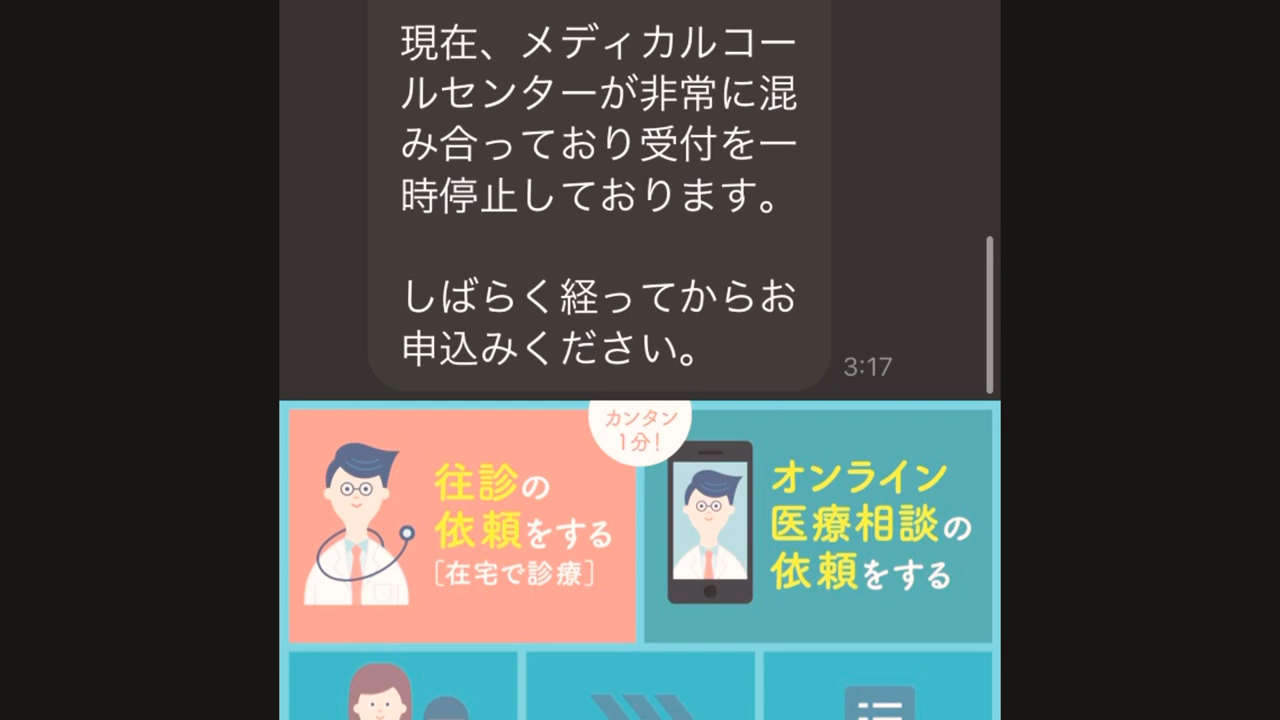 現在、メディカルコー
ルセンターが非常に混
み合っており受付を一
時停止しております。
しばらく経ってからお
申込みください。
3:17
カンタン
1分!
往診の
依頼をする
[在宅で診療]
オンライン
医療相談の
依頼をする